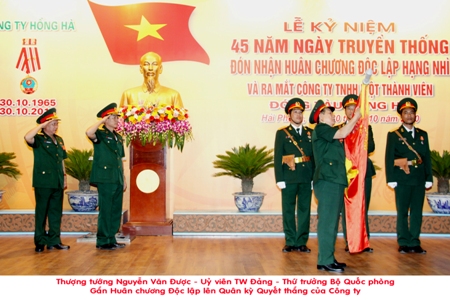 NG TY HỒNG HÀ
30.10.1965
30.10.20
LỄ KỶ NIỆM
45 NĂM NGÀY TRUYỀN THỐNG
ĐÓN NHẬN HUÂN CHƯƠNG ĐỘC LẬP HẠNG NHÌ
VÀ RA MẮT CÔNG TY TNHH MỘT THÀNH VIÊN
Thượng tướng Nguyễn Văn Được - Uỷ viên TW Đảng - Thứ trưởng Bộ Quốc phòng
Gắn Huân chương Độc lập lên Quân kỳ Quyết thắng của Công ty